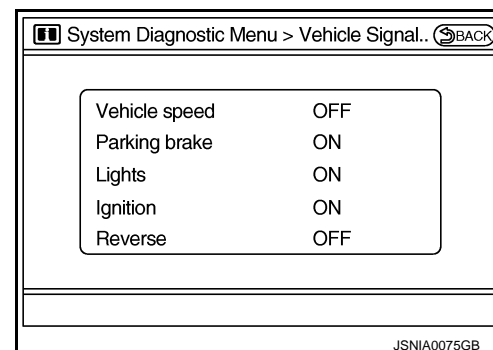 System Diagnostic Menu > Vehicle Signal.. BACK
Vehicle speed OFF
Parking brake ON
Lights ON
Ignition ON
Reverse OFF
JSNIA0075GB